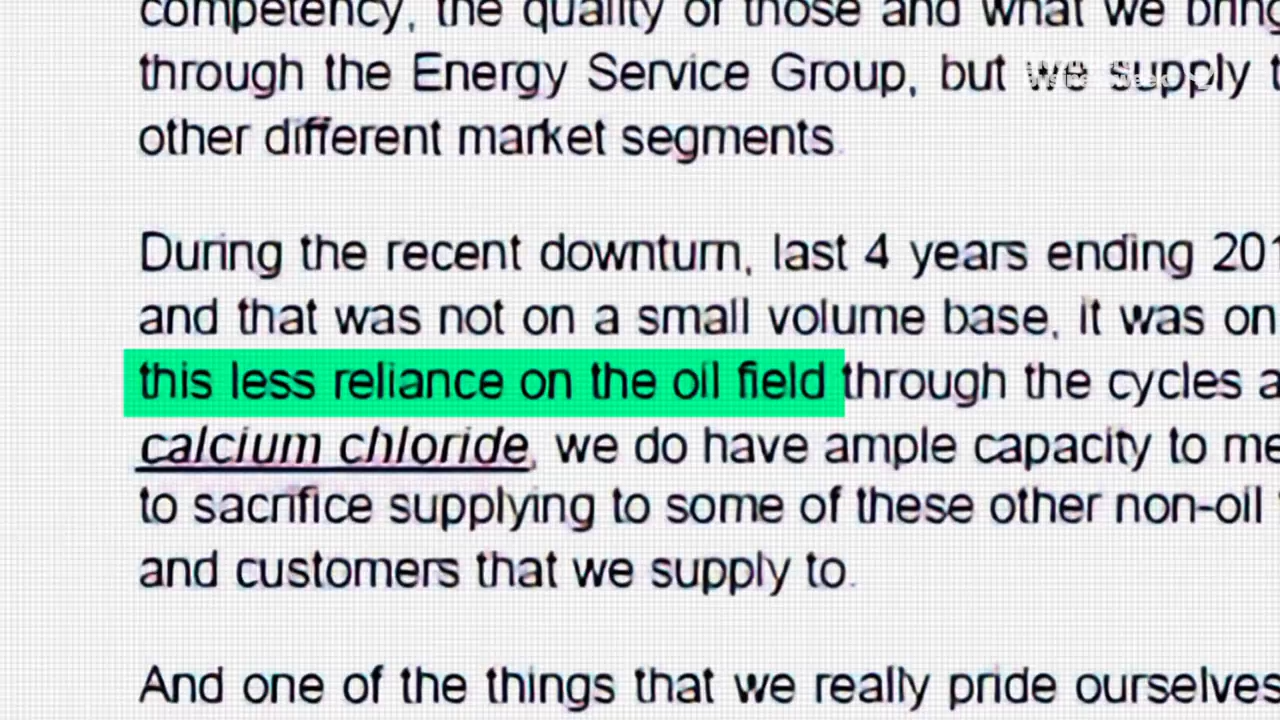 competency, the quality of those and what we bring
through the Energy Service Group, but we supply t
other different market segments.
During the recent downturn, last 4 years ending 201
and that was not on a small volume base, it was on
this less reliance on the oil field through the cycles a
calcium chloride, we do have ample capacity to me
to sacrifice supplying to some of these other non-oil
and customers that we supply to.
And one of the things that we really pride ourselves